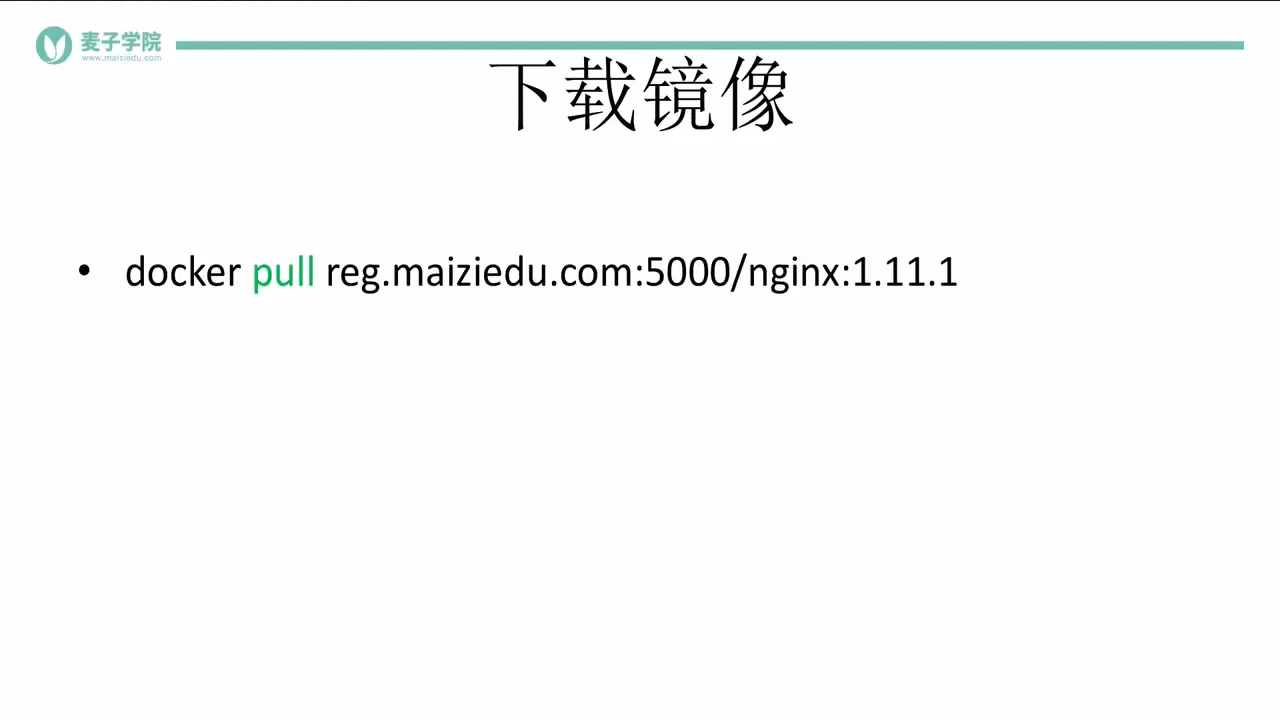 麦子学院
www.maiziedu.com
下载镜像
• docker pull reg.maiziedu.com:5000/nginx:1.11.1